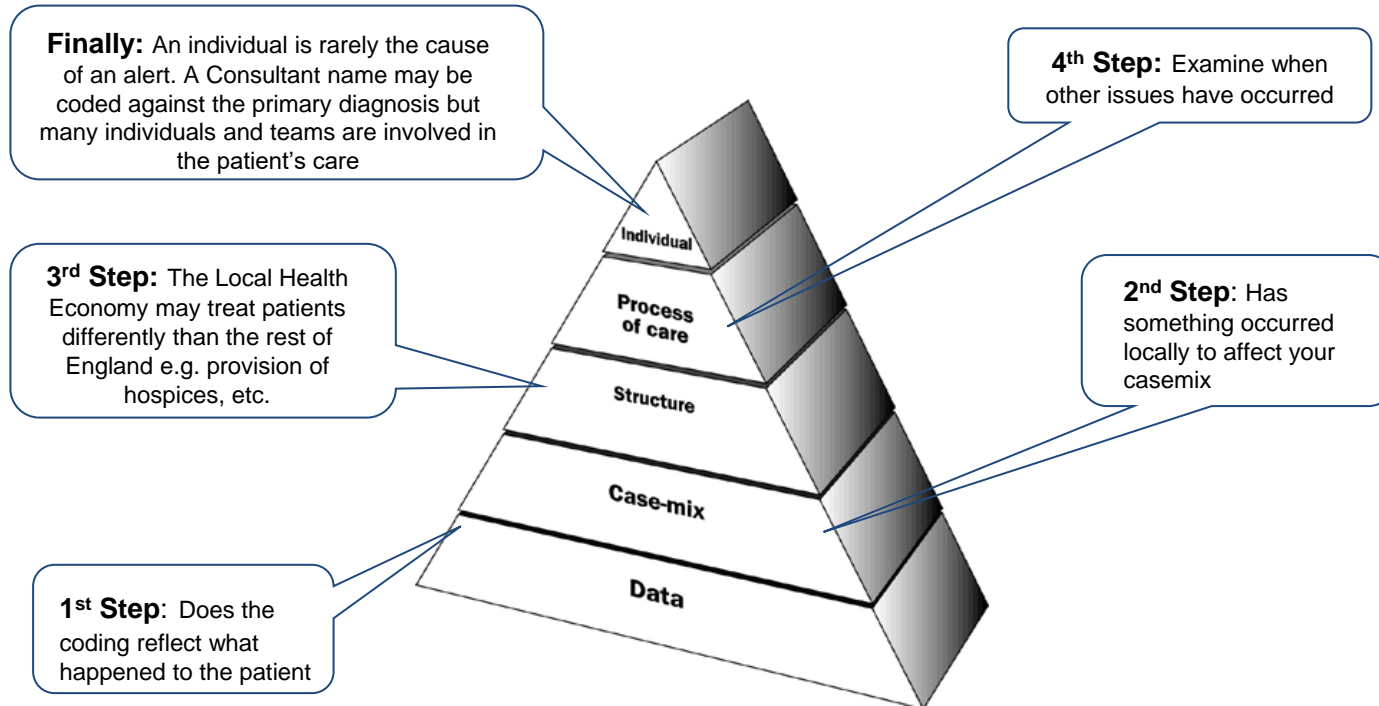 Finally: An individual is rarely the cause
of an alert. A Consultant name may be
coded against the primary diagnosis but
many individuals and teams are involved in
the patient’s care
4th Step: Examine when
other issues have occurred
3rd Step: The Local Health
Economy may treat patients
differently than the rest of
England e.g. provision of
hospices, etc.
2nd Step: Has
something occurred
locally to affect your
casemix
1st Step: Does the
coding reflect what
happened to the patient
Individual
Process
of care
Structure
Case-mix
Data